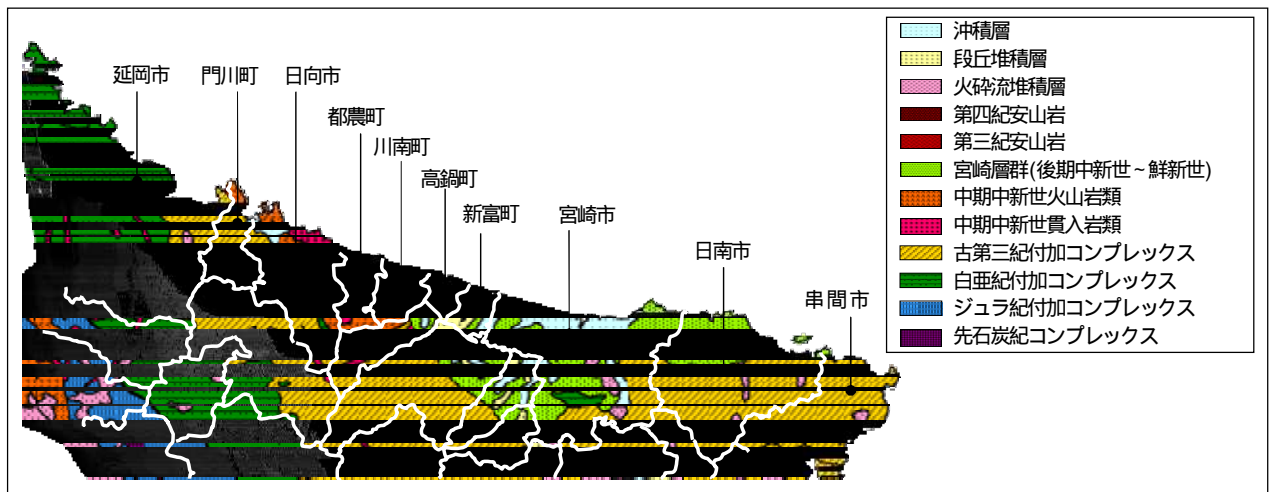 延岡市
門川町
日向市
都農町
川南町
高鍋町
新富町
宮崎市
日南市
串間市
沖積層
段丘堆積層
火砕流堆積層
第四紀安山岩
第三紀安山岩
宮崎層群(後期中新世~鮮新世)
中期中新世火山岩類
中期中新世貫入岩類
古第三紀付加コンプレックス
白亜紀付加コンプレックス
ジュラ紀付加コンプレックス
先石炭紀コンプレックス